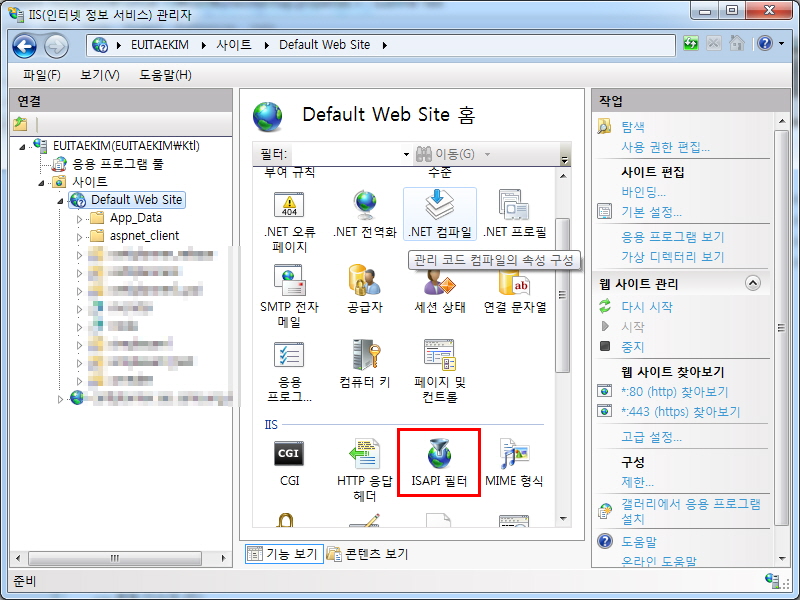 IIS(인터넷 정보 서비스) 관리자
EUITAEKIM ▸ 사이트 ▸ Default Web Site ▸
파일(F) 보기(V) 도움말(H)
연결
EUITAEKIM(EUITAEKIM￦Ktl)
응용 프로그램 풀
사이트
Default Web Site
App_Data
aspnet_client
Default Web Site 홈
필터:
이동(G)
부여 규칙
수준
404
.NET 오류 페이지
.NET 전역화
.NET 컴파일
.NET 프로필
관리 코드 컴파일의 속성 구성
SMTP 전자 메일
공급자
세션 상태
ab
연결 문자열
응용 프로그...
컴퓨터 키
페이지 및 컨트롤
IIS
CGI
CGI
HTTP 응답 헤더
ISAPI 필터
MIME 형식
기능 보기
콘텐츠 보기
작업
탐색
사용 권한 편집...
사이트 편집
바인딩...
기본 설정...
응용 프로그램 보기
가상 디렉터리 보기
웹 사이트 관리
다시 시작
시작
중지
웹 사이트 찾아보기
*:80 (http) 찾아보기
*:443 (https) 찾아보기
고급 설정...
구성
제한...
갤러리에서 응용 프로그램 설치
도움말
온라인 도움말
준비